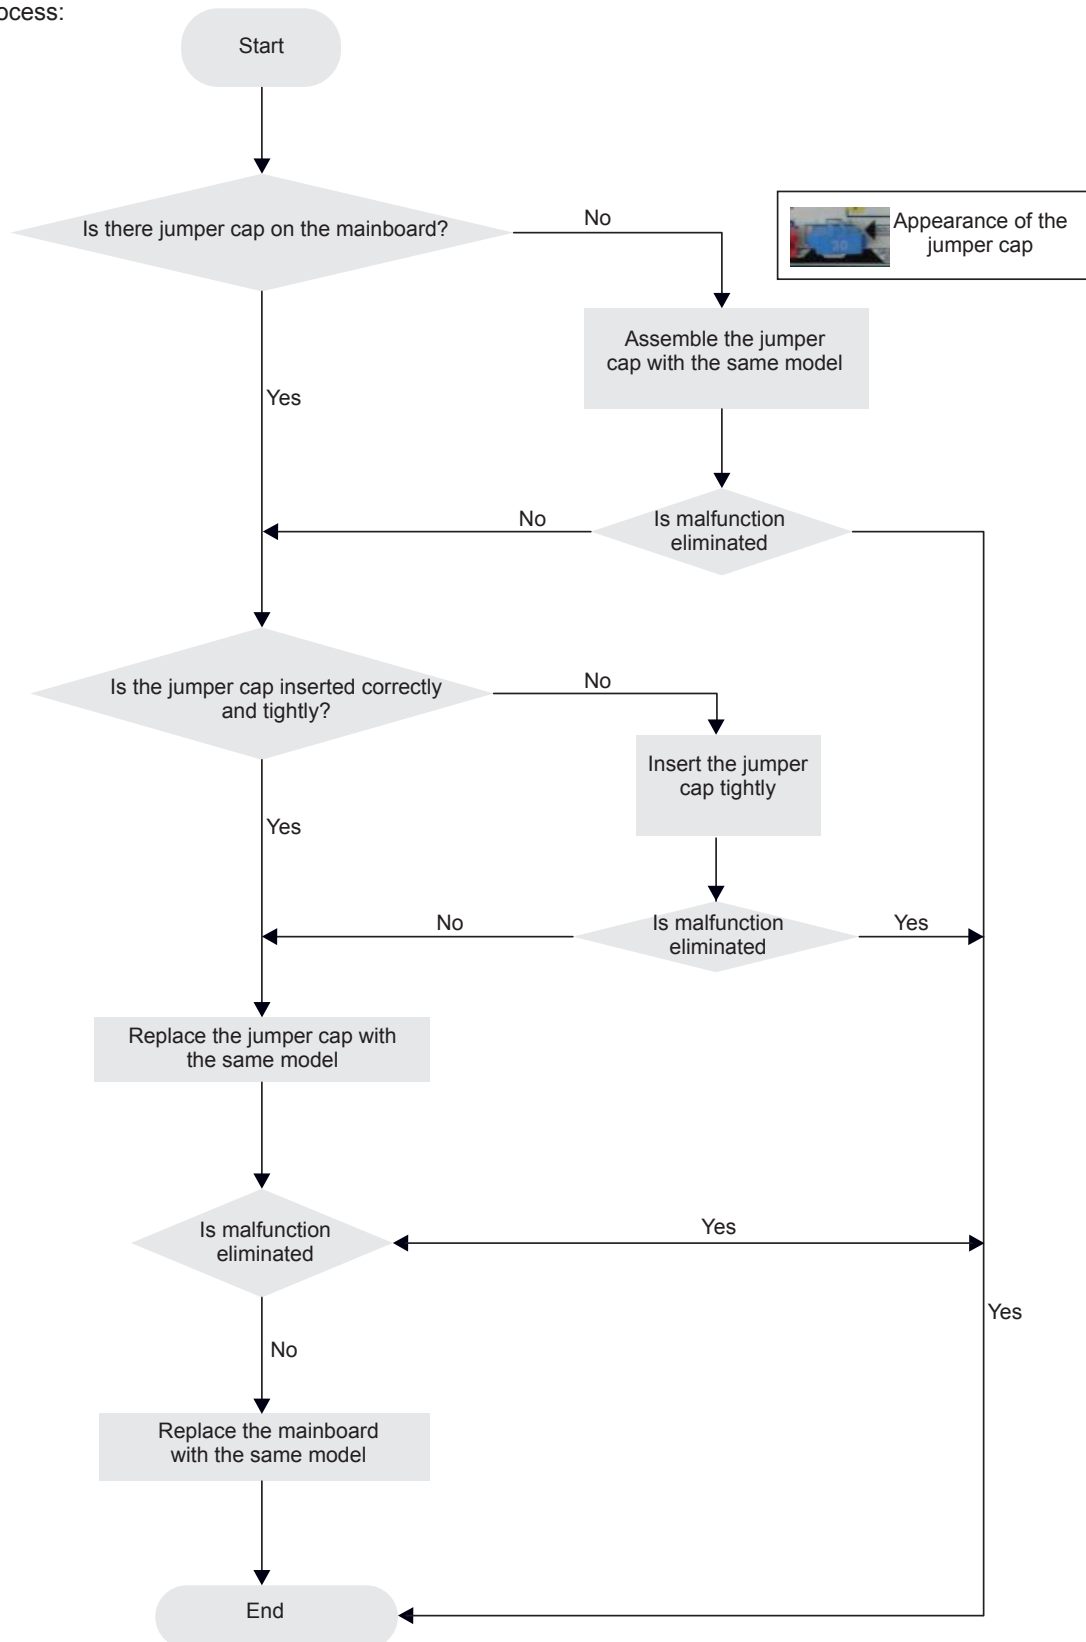 ocess:
Start
Is there jumper cap on the mainboard?
No
Appearance of the
jumper cap
Assemble the jumper
cap with the same model
Yes
No
Is malfunction
eliminated
Is the jumper cap inserted correctly
and tightly?
No
Insert the jumper
cap tightly
Yes
No
Is malfunction
eliminated
Yes
Replace the jumper cap with
the same model
Is malfunction
eliminated
Yes
Yes
No
Replace the mainboard
with the same model
End